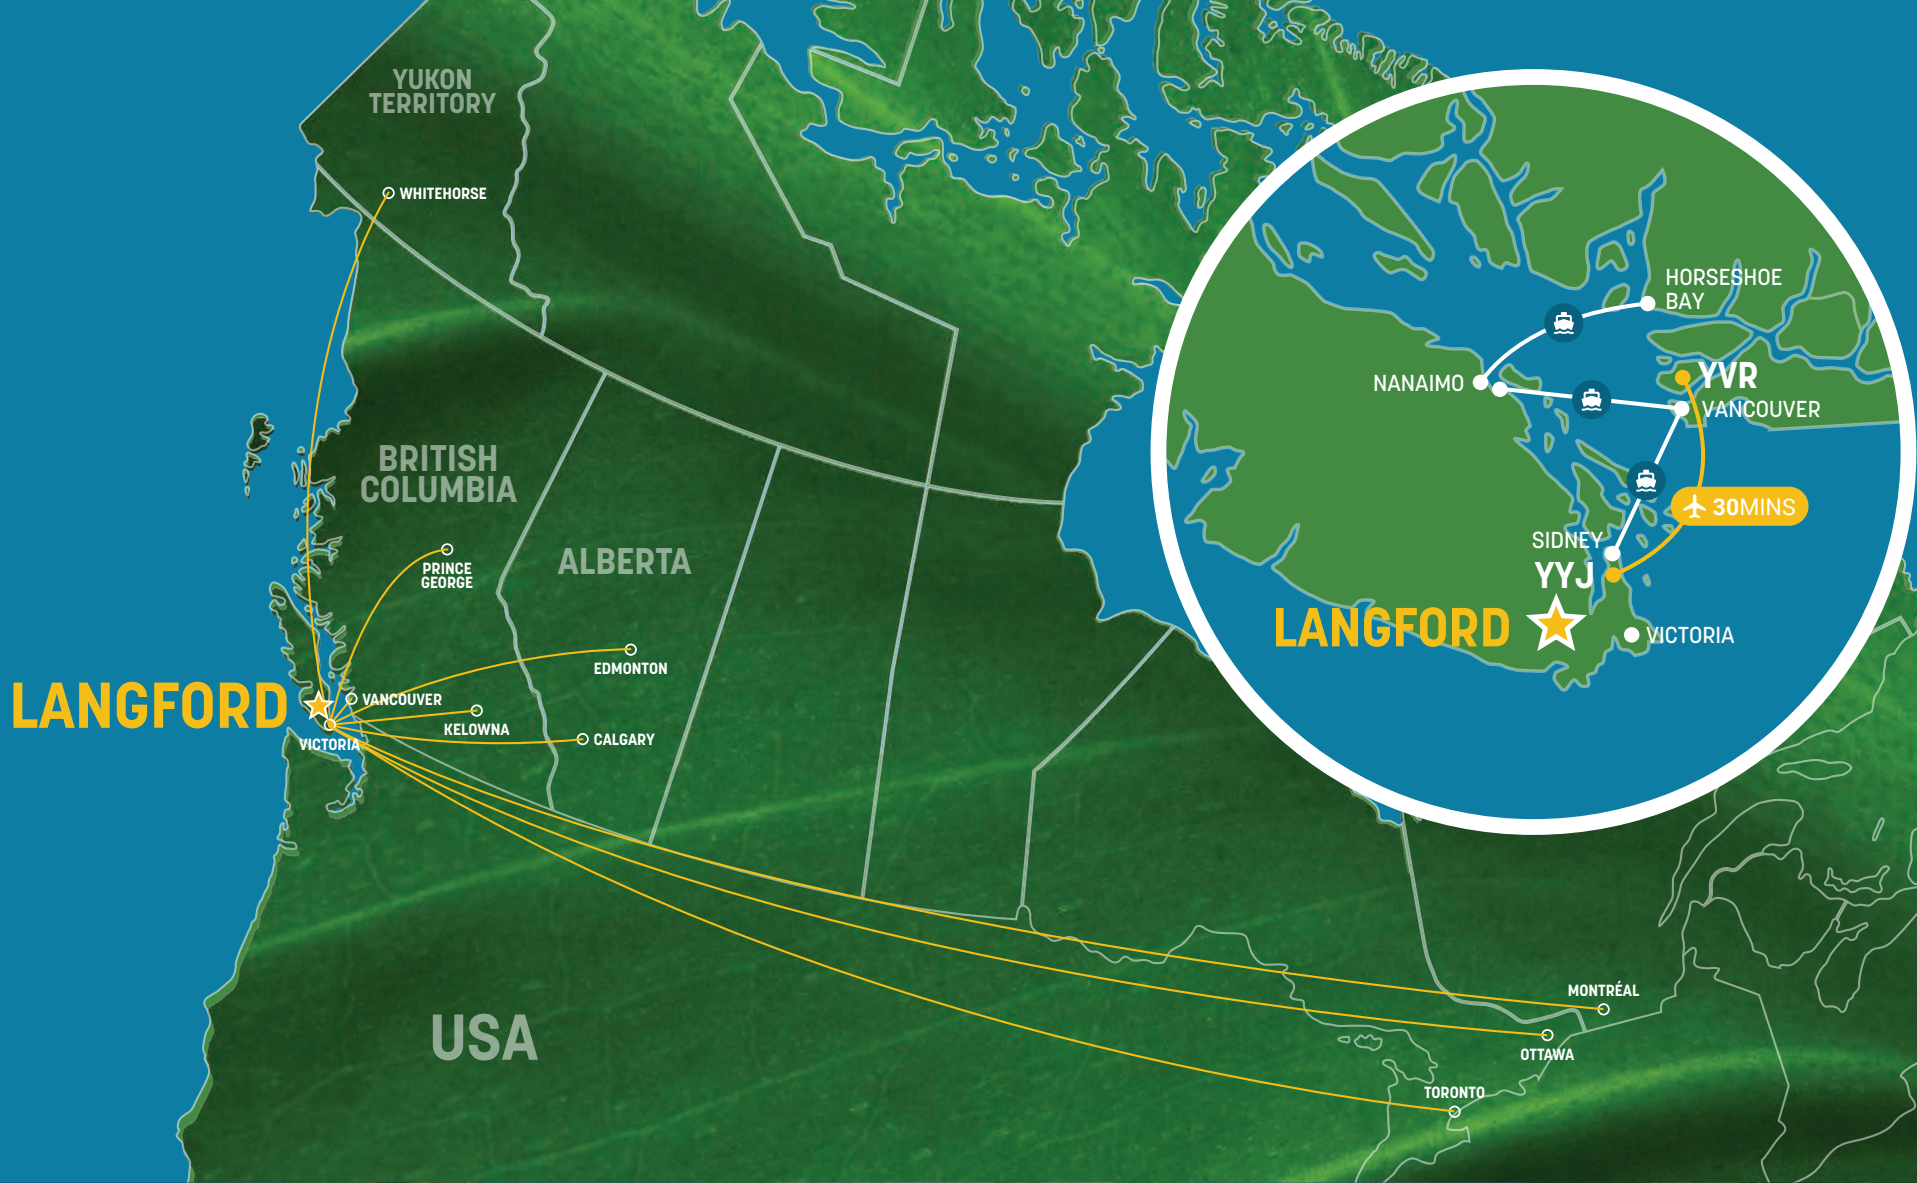 YUKON
TERRITORY
WHITEHORSE
BRITISH
COLUMBIA
PRINCE
GEORGE
ALBERTA
EDMONTON
LANGFORD
VANCOUVER
KELOWNA
CALGARY
VICTORIA
USA
MONTRÉAL
OTTAWA
TORONTO
HORSESHOE
BAY
NANAIMO
YVR
VANCOUVER
30MINS
SIDNEY
YYJ
LANGFORD
VICTORIA